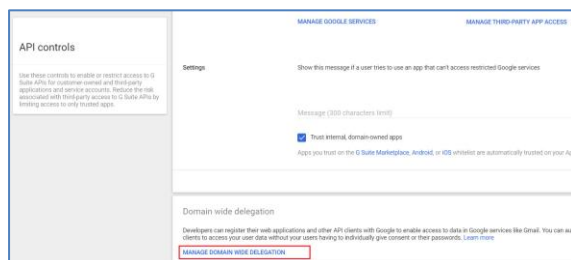 MANAGE GOOGLE SERVICES
MANAGE THIRD-PARTY APP ACCESS
API controls
Use these controls to enable or restrict access to G
Suite APIs for customer-owned and third-party
applications and service accounts. Reduce the risk
associated with third-party access to G Suite APIs by
limiting access to only trusted apps.
Settings
Show this message if a user tries to use an app that can't access restricted Google services
Message (300 characters limit)
Trust internal, domain-owned apps
Apps you trust on the G Suite Marketplace, Android, or iOS whitelist are automatically trusted on your Ap
Domain wide delegation
Developers can register their web applications and other API clients with Google to enable access to data in Google services like Gmail. You can au
clients to access your user data without your users having to individually give consent or their passwords. Learn more
MANAGE DOMAIN WIDE DELEGATION